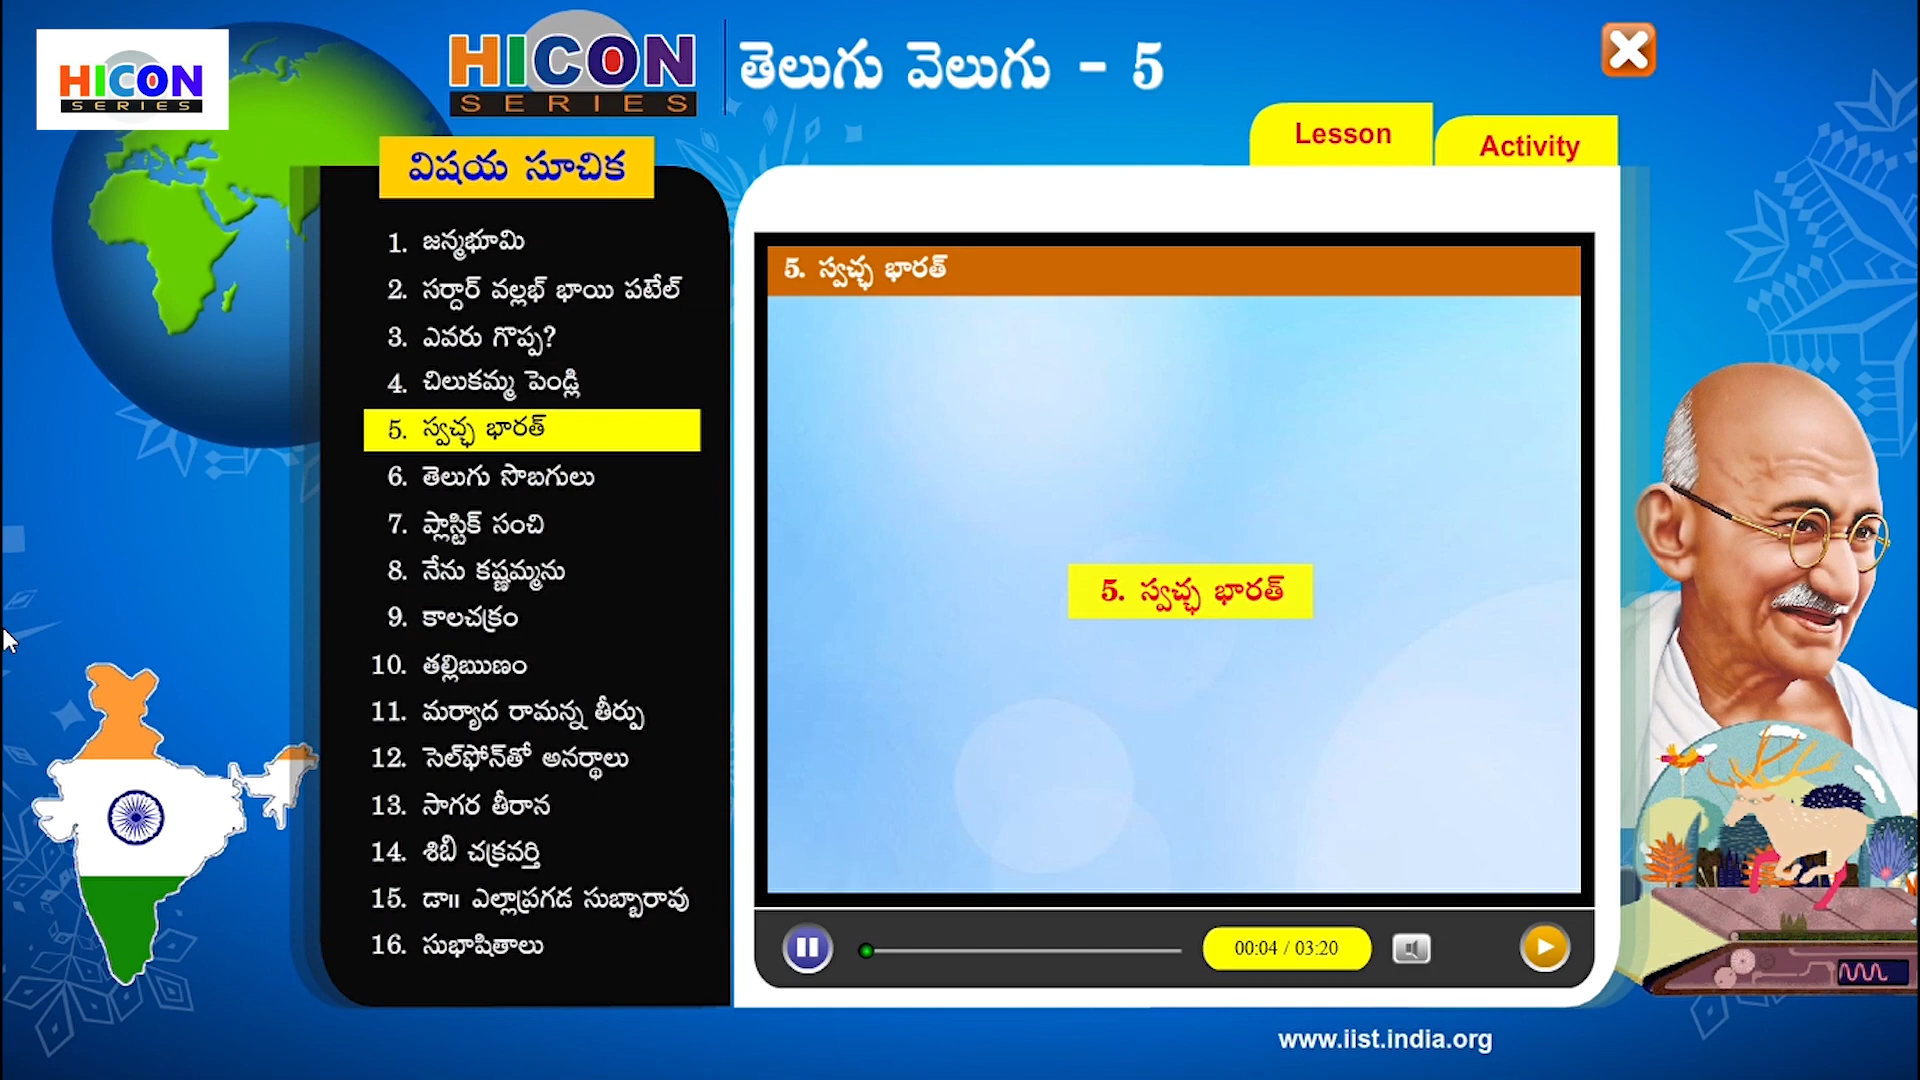 HICON
SERIES
HICON
SERIES
తెలుగు వెలుగు - 5
Lesson
Activity
విషయ సూచిక
1. జన్మభూమి
2. సర్దార్ వల్లభ్ భాయి పటేల్
3. ఎవరు గొప్ప?
4. చిలుకమ్మ పెండ్లి
5. స్వచ్ఛ భారత్
6. తెలుగు సొబగులు
7. ప్లాస్టిక్ సంచి
8. నేను కష్ణమ్మను
9. కాలచక్రం
10. తల్లిఋణం
11. మర్యాద రామన్న తీర్పు
12. సెల్‌ఫోన్‌తో అనర్థాలు
13. సాగర తీరాన
14. శిబీ చక్రవర్తి
15. డా॥ ఎల్లాప్రగడ సుబ్బారావు
16. సుభాషితాలు
5. స్వచ్ఛ భారత్
5. స్వచ్ఛ భారత్
00:04 / 03:20
www.iist.india.org